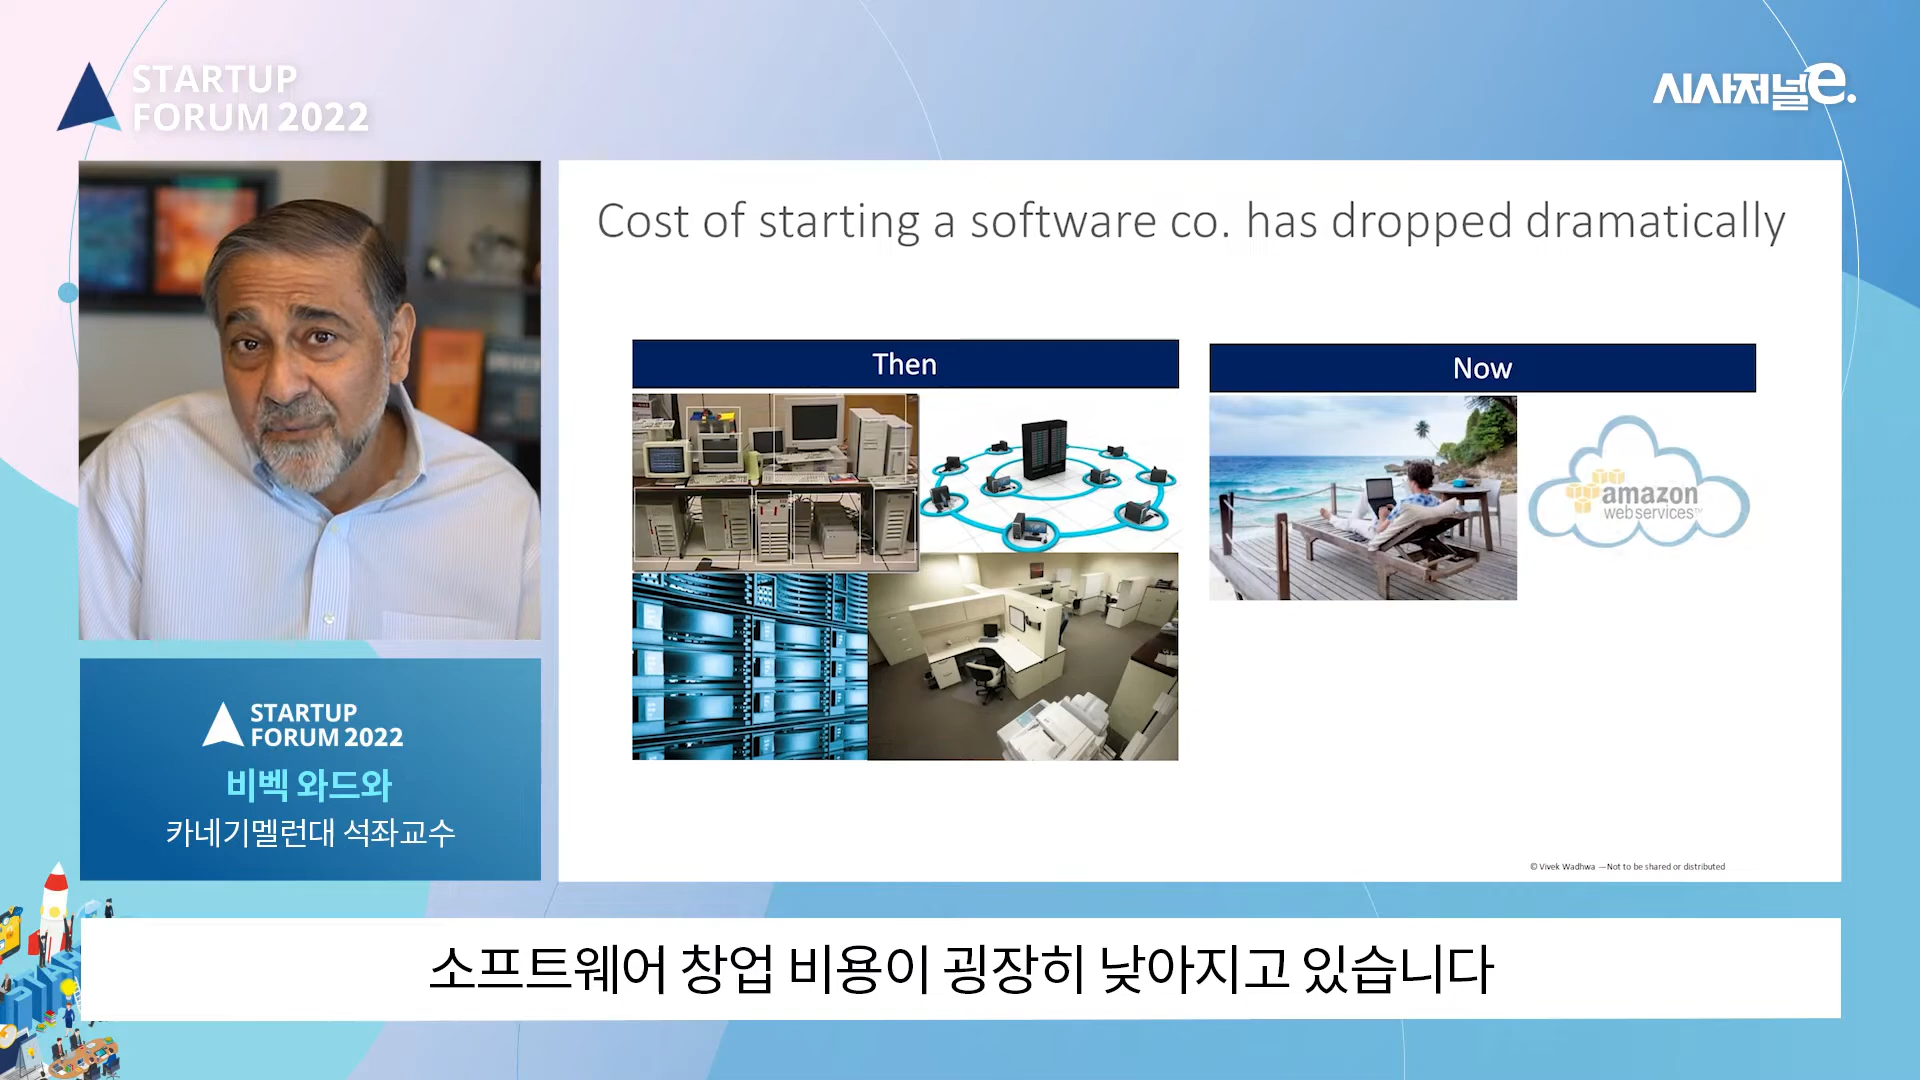 STARTUP
FORUM 2022
시사저널e.
Cost of starting a software co. has dropped dramatically
Then
Now
amazon
webservices™
STARTUP
FORUM 2022
비벡 와드와
카네기멜런대 석좌교수
© Vivek Wadhwa —Not to be shared or distributed
소프트웨어 창업 비용이 굉장히 낮아지고 있습니다